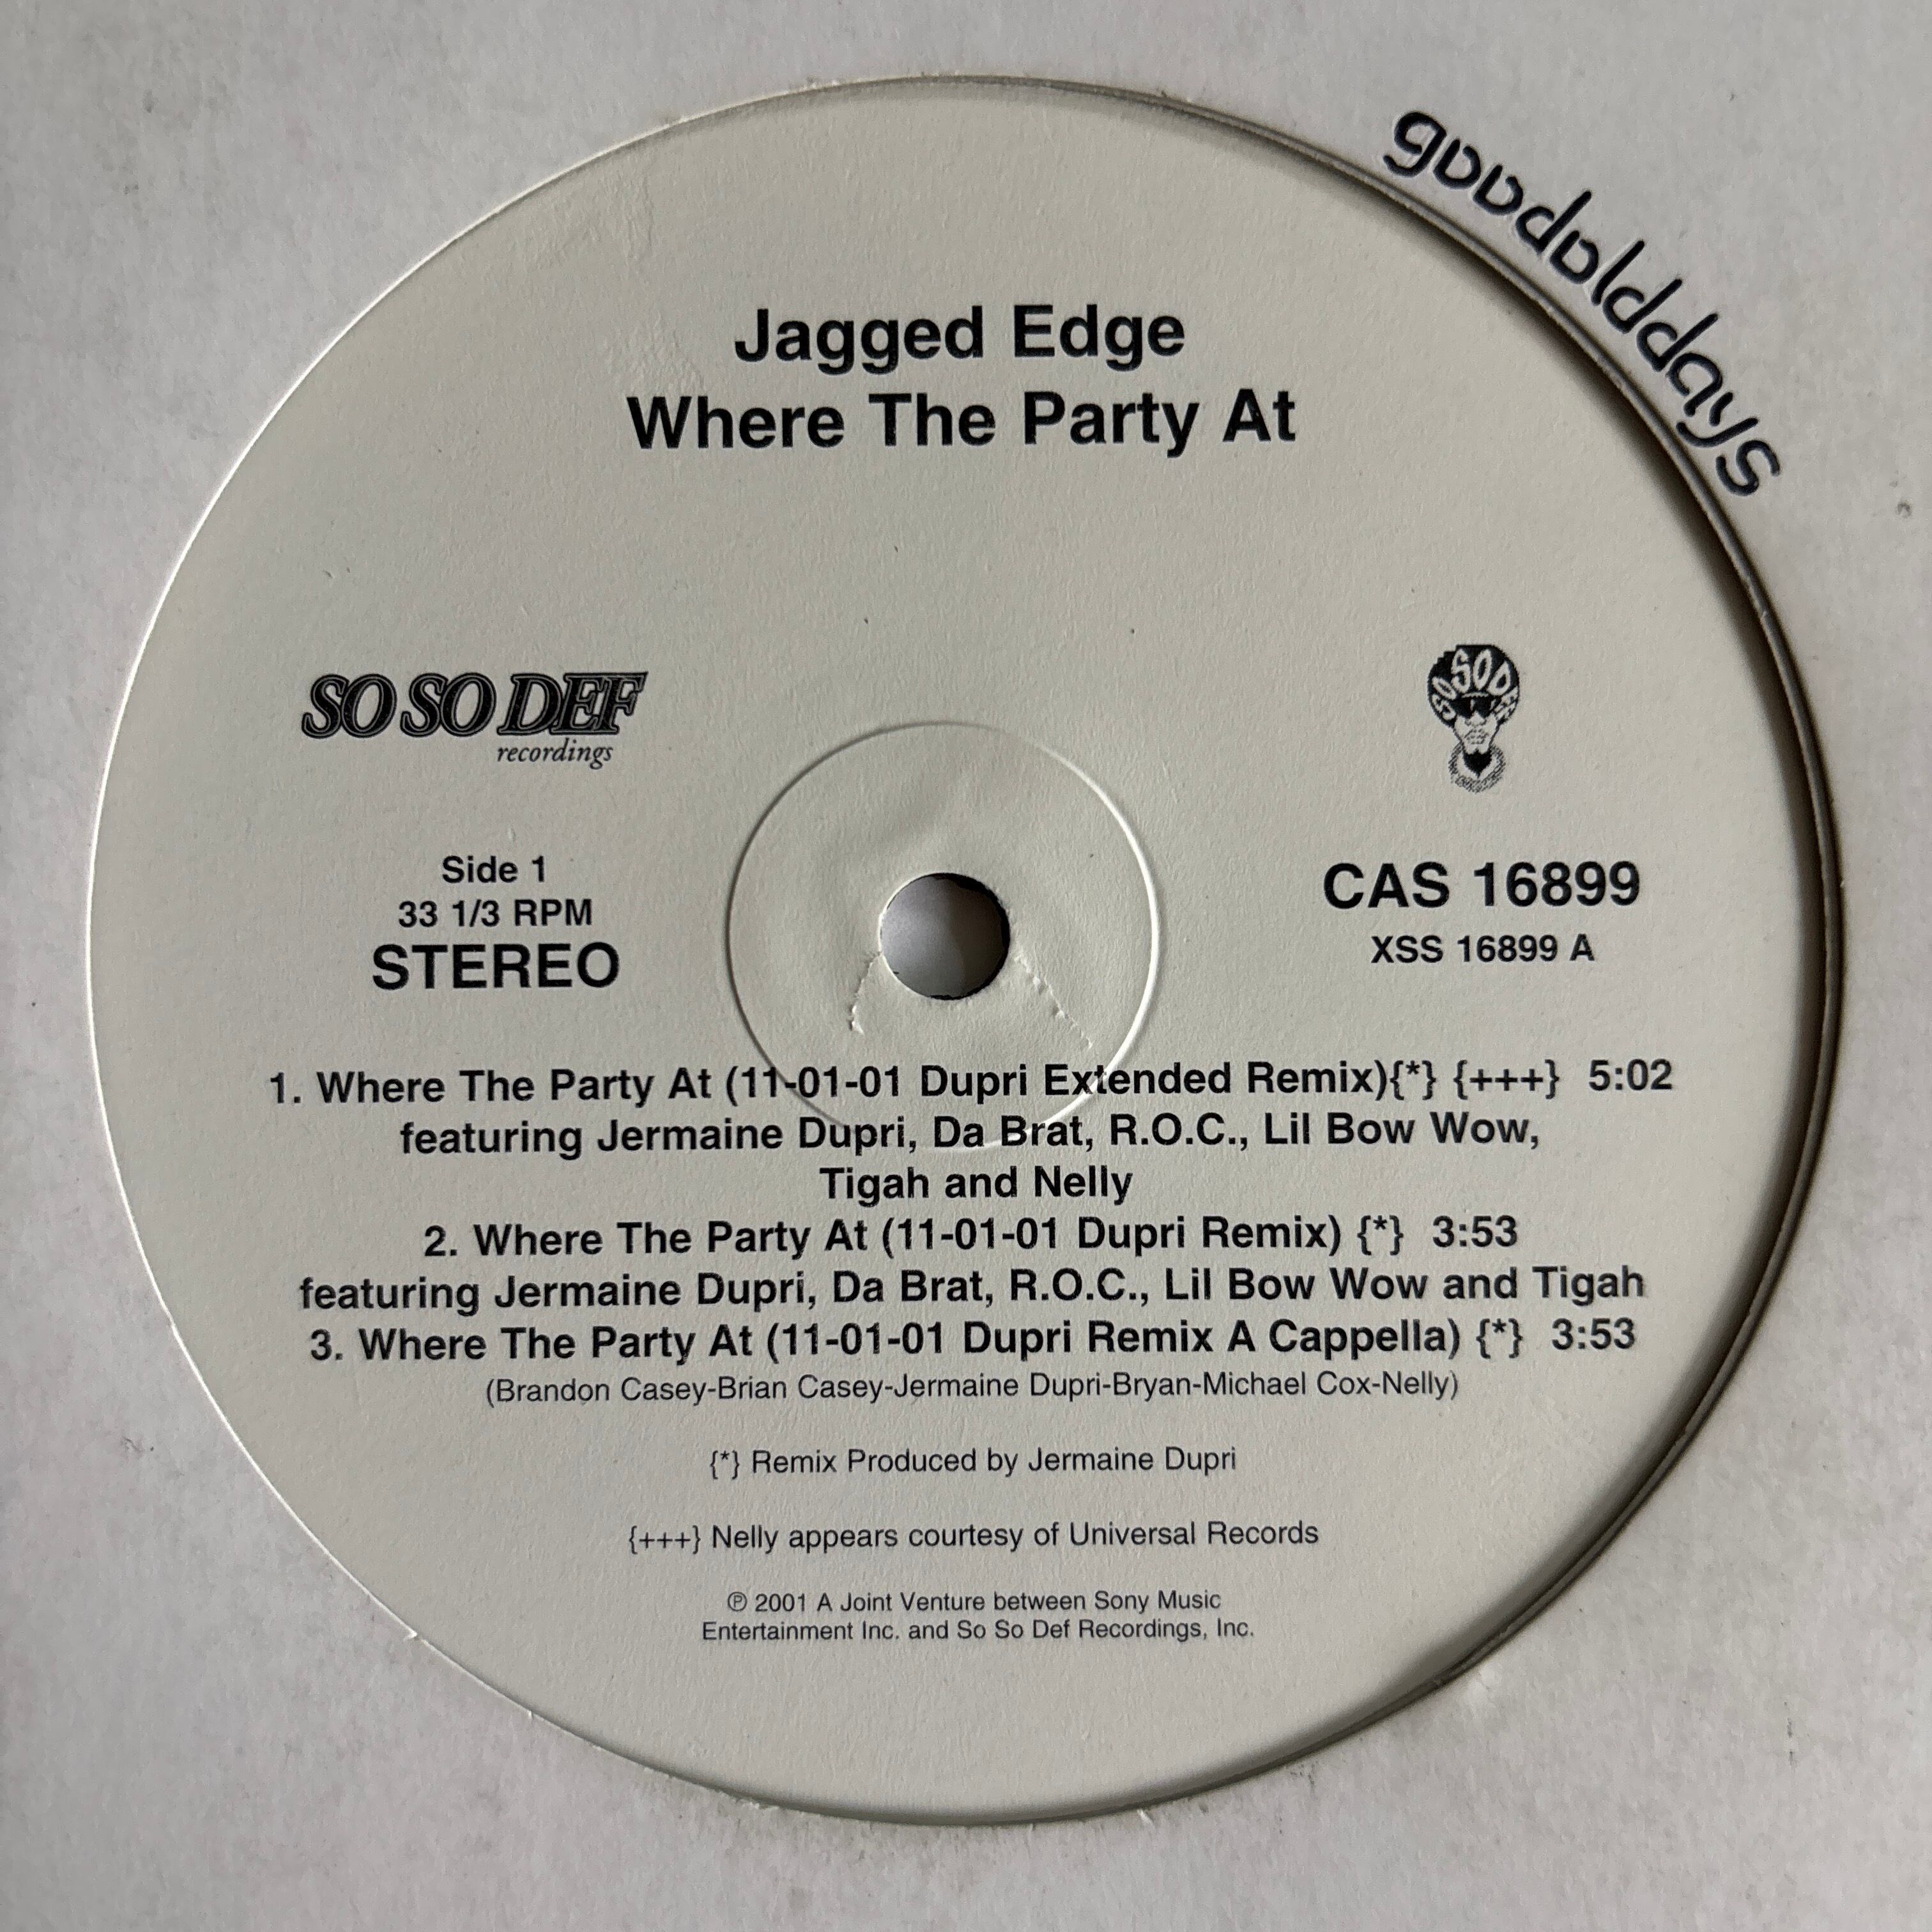 goodolddays
Jagged Edge
Where The Party At
SO SO DEF
recordings
SO SO DEF
Side 1
33 1/3 RPM
STEREO
CAS 16899
XSS 16899 A
1. Where The Party At (11-01-01 Dupri Extended Remix){*} {+++} 5:02
featuring Jermaine Dupri, Da Brat, R.O.C., Lil Bow Wow,
Tigah and Nelly
2. Where The Party At (11-01-01 Dupri Remix) {*} 3:53
featuring Jermaine Dupri, Da Brat, R.O.C., Lil Bow Wow and Tigah
3. Where The Party At (11-01-01 Dupri Remix A Cappella) {*} 3:53
(Brandon Casey-Brian Casey-Jermaine Dupri-Bryan-Michael Cox-Nelly)
{*} Remix Produced by Jermaine Dupri
{+++} Nelly appears courtesy of Universal Records
℗ 2001 A Joint Venture between Sony Music
Entertainment Inc. and So So Def Recordings, Inc.